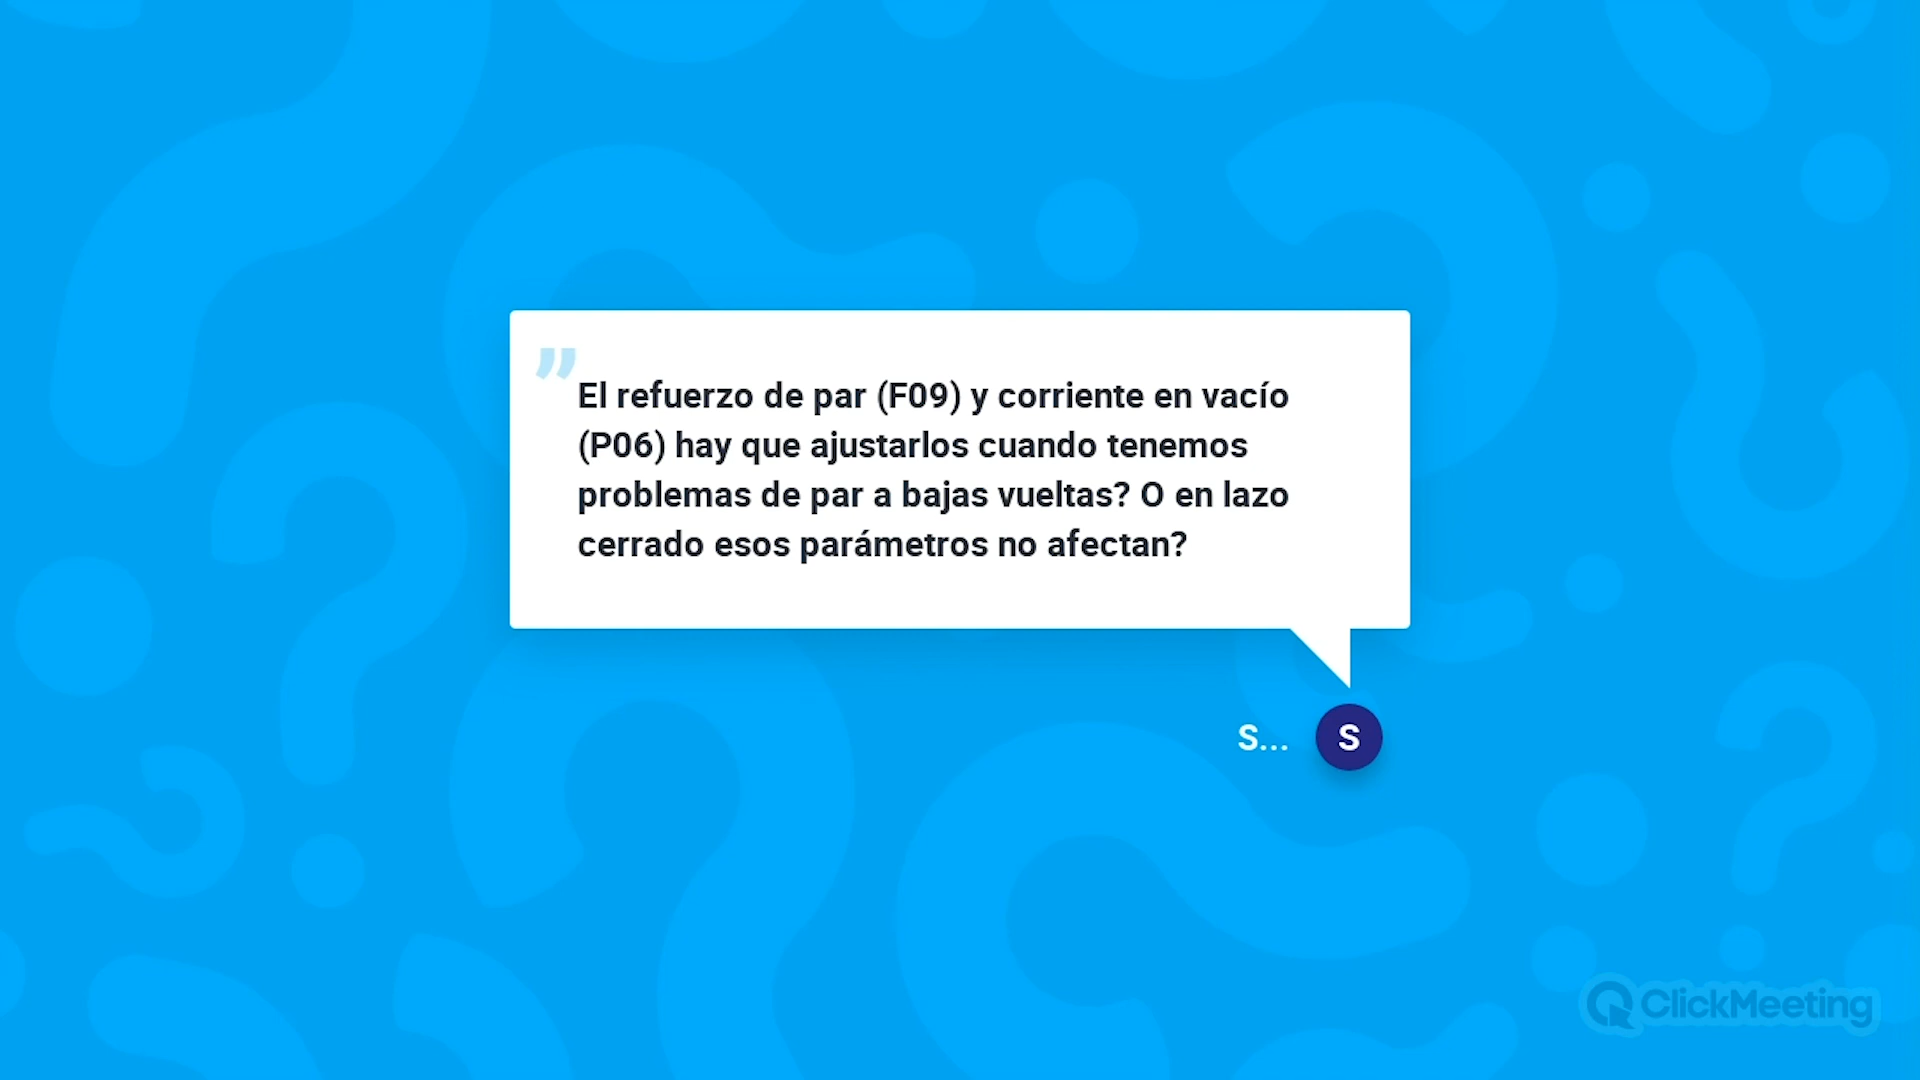 ”
El refuerzo de par (F09) y corriente en vacío
(P06) hay que ajustarlos cuando tenemos
problemas de par a bajas vueltas? O en lazo
cerrado esos parámetros no afectan?
S... S
ClickMeeting